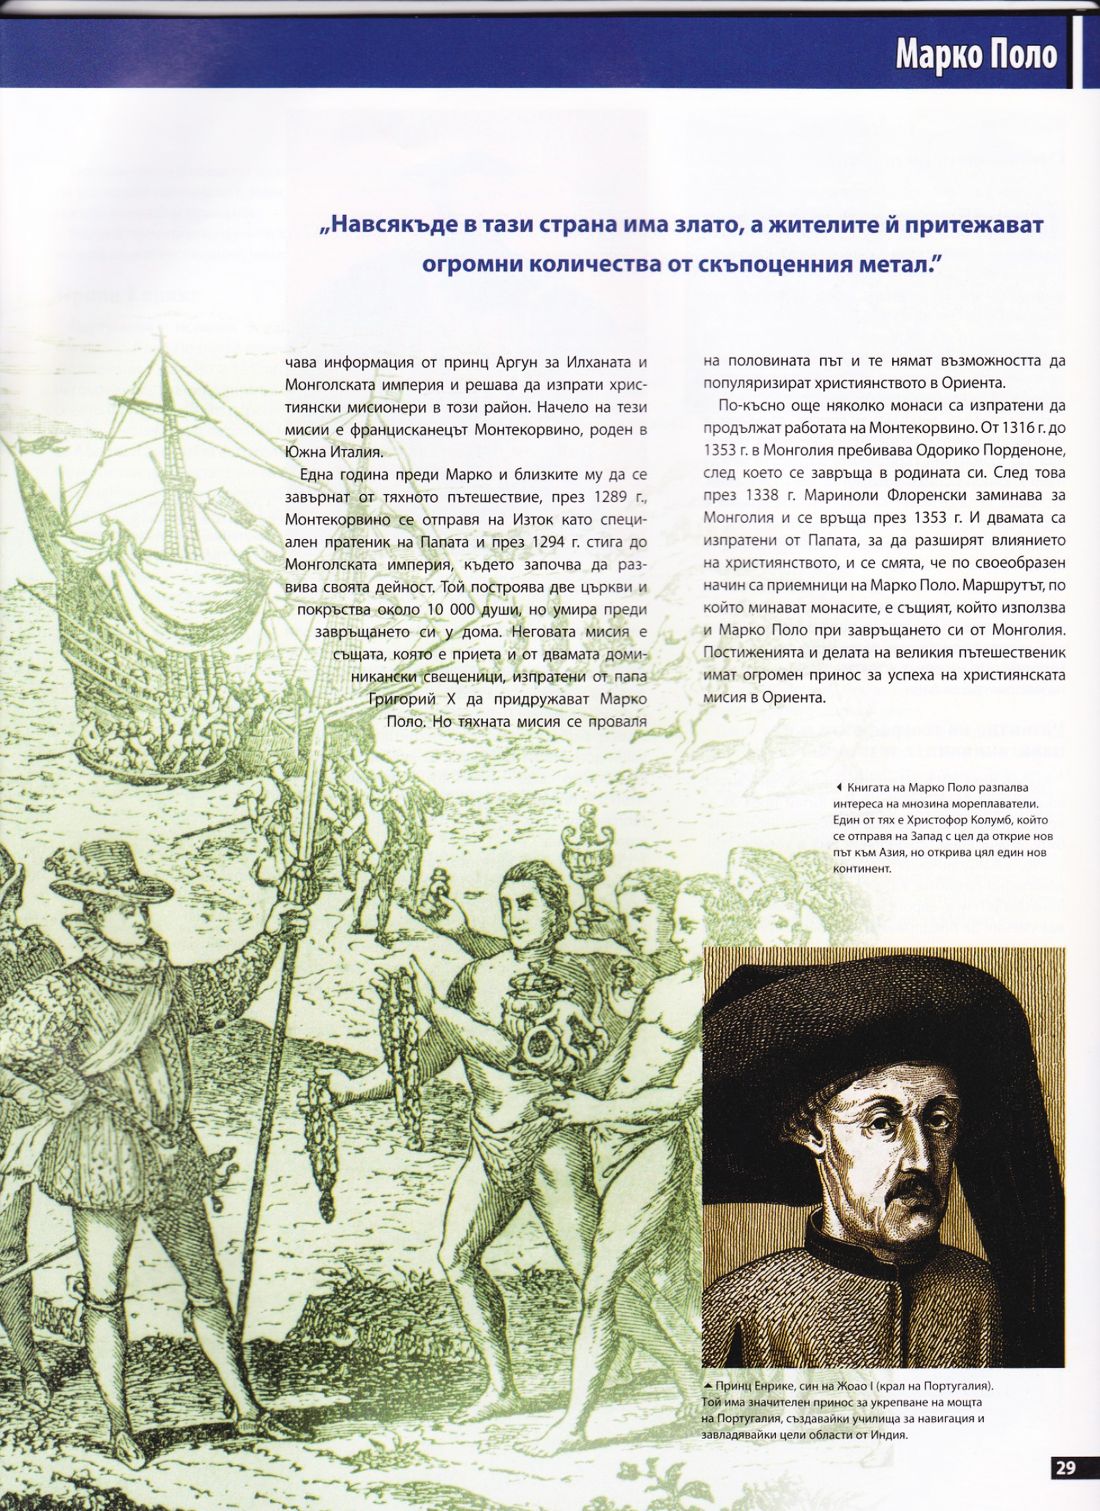 Марко Поло
„Навсякъде в тази страна има злато, а жителите ѝ притежават
огромни количества от скъпоценния метал.”
чава информация от принц Аргун за Илханата и
Монголската империя и решава да изпрати хрис-
тиянски мисионери в този район. Начело на тези
мисии е францисканецът Монтекорвино, роден в
Южна Италия.
Една година преди Марко и близките му да се
завърнат от тяхното пътешествие, през 1289 г.,
Монтекорвино се отправя на Изток като специ-
ален пратеник на Папата и през 1294 г. стига до
Монголската империя, където започва да раз-
вива своята дейност. Той построява две църкви и
покръства около 10 000 души, но умира преди
завръщането си у дома. Неговата мисия е
същата, която е приета и от двамата доми-
никански свещеници, изпратени от папа
Григорий X да придружават Марко
Поло. Но тяхната мисия се проваля
на половината път и те нямат възможността да
популяризират християнството в Ориента.
По-късно още няколко монаси са изпратени да
продължат работата на Монтекорвино. От 1316 г. до
1353 г. в Монголия пребивава Одорико Порденоне,
след което се завръща в родината си. След това
през 1338 г. Мариноли Флоренски заминава за
Монголия и се връща през 1353 г. И двамата са
изпратени от Папата, за да разширят влиянието
на християнството, и се смята, че по своеобразен
начин са приемници на Марко Поло. Маршрутът, по
който минават монасите, е същият, който използва
и Марко Поло при завръщането си от Монголия.
Постиженията и делата на великия пътешественик
имат огромен принос за успеха на християнската
мисия в Ориента.
Книгата на Марко Поло разпалва
интереса на мнозина мореплаватели.
Един от тях е Христофор Колумб, който
се отправя на Запад с цел да открие нов
път към Азия, но открива цял един нов
континент.
Принц Енрике, син на Жоао I (крал на Португалия).
Той има значителен принос за укрепване на мощта
на Португалия, създавайки училища за навигация и
завладявайки цели области от Индия.
29